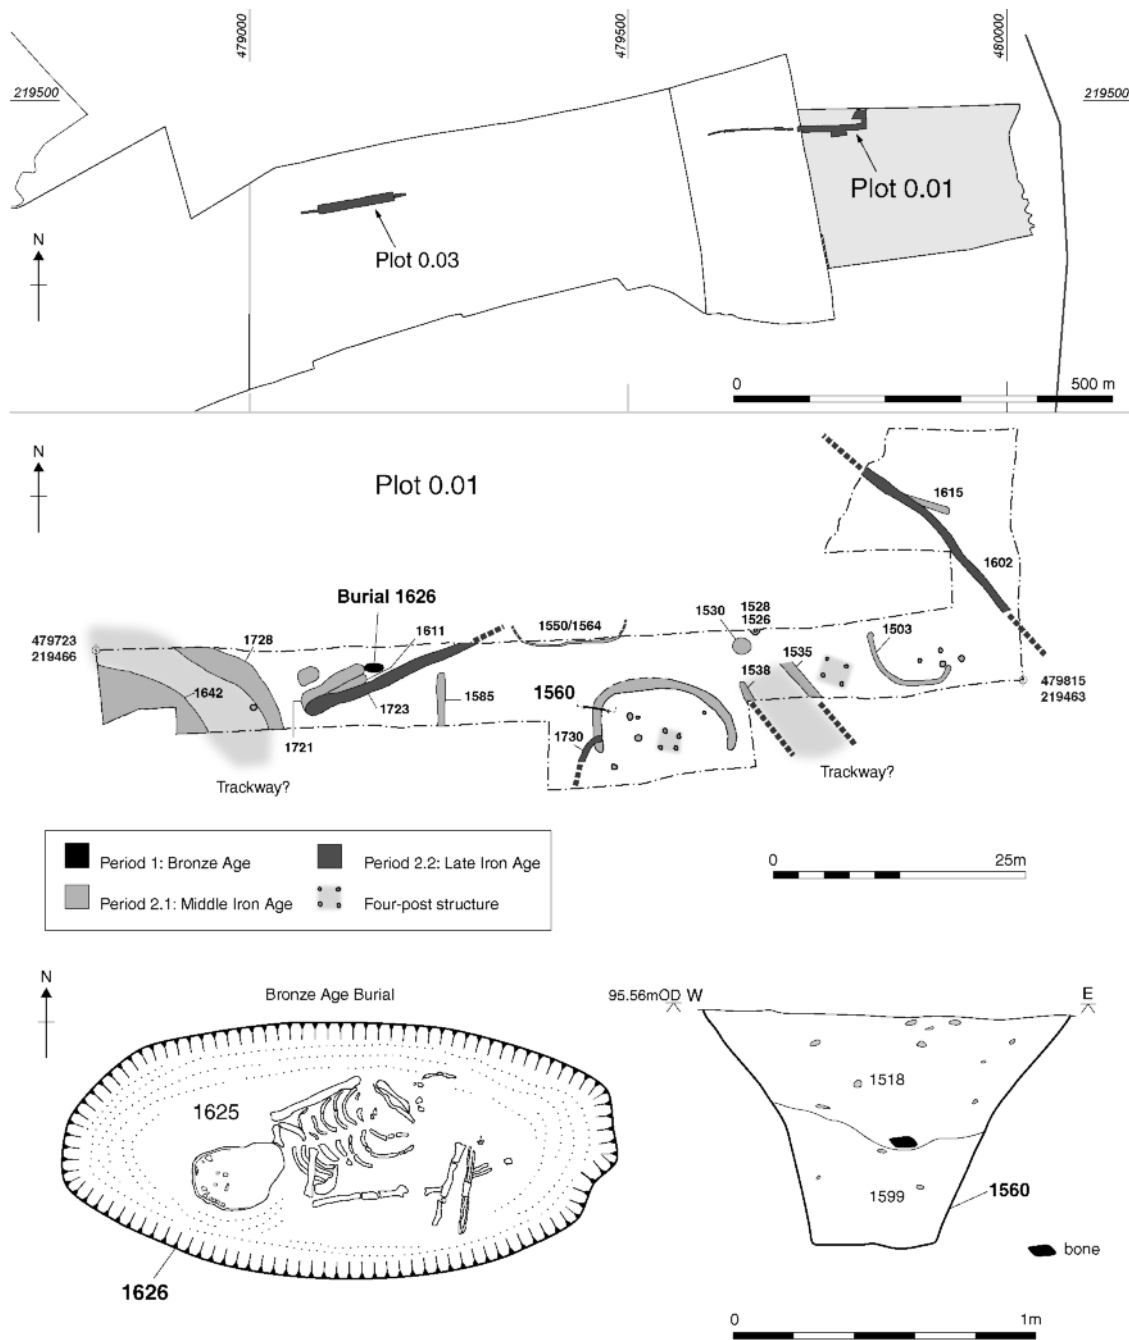 479000
479500
480000
219500
219500
Plot 0.01
Plot 0.03
N
0
500 m
N
Plot 0.01
1615
1602
Burial 1626
1528
1526
1530
1611
1550/1564
479723
219466
1728
1503
1535
1538
479815
219463
1642
1585
1560
1723
1730
1721
Trackway?
Trackway?
Period 1: Bronze Age
Period 2.2: Late Iron Age
Period 2.1: Middle Iron Age
Four-post structure
0
25m
N
Bronze Age Burial
95.56mOD W
E
1518
1625
1599
1560
bone
1626
0
1m